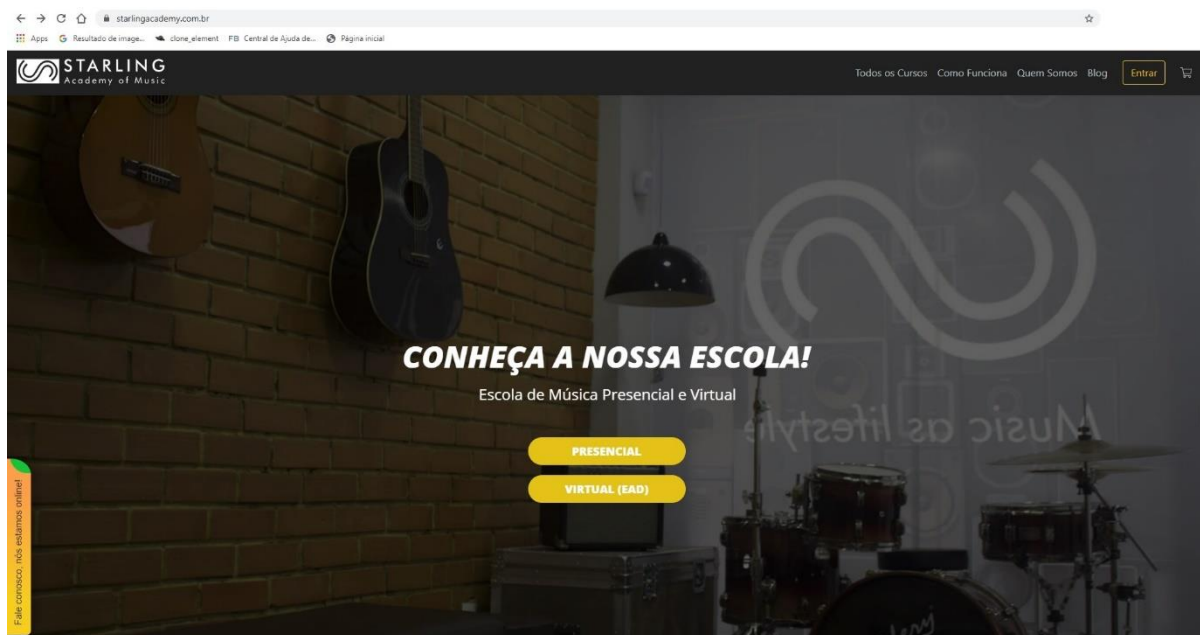 starlingacademy.com.br
Apps Resultado de image... clone_element FB Central de Ajuda de... Página inicial
STARLING
Academy of Music
Todos os Cursos Como Funciona Quem Somos Blog Entrar
CONHEÇA A NOSSA ESCOLA!
Escola de Música Presencial e Virtual
Music as lifestyle
PRESENCIAL
VIRTUAL (EAD)
Fale conosco, nós estamos online!